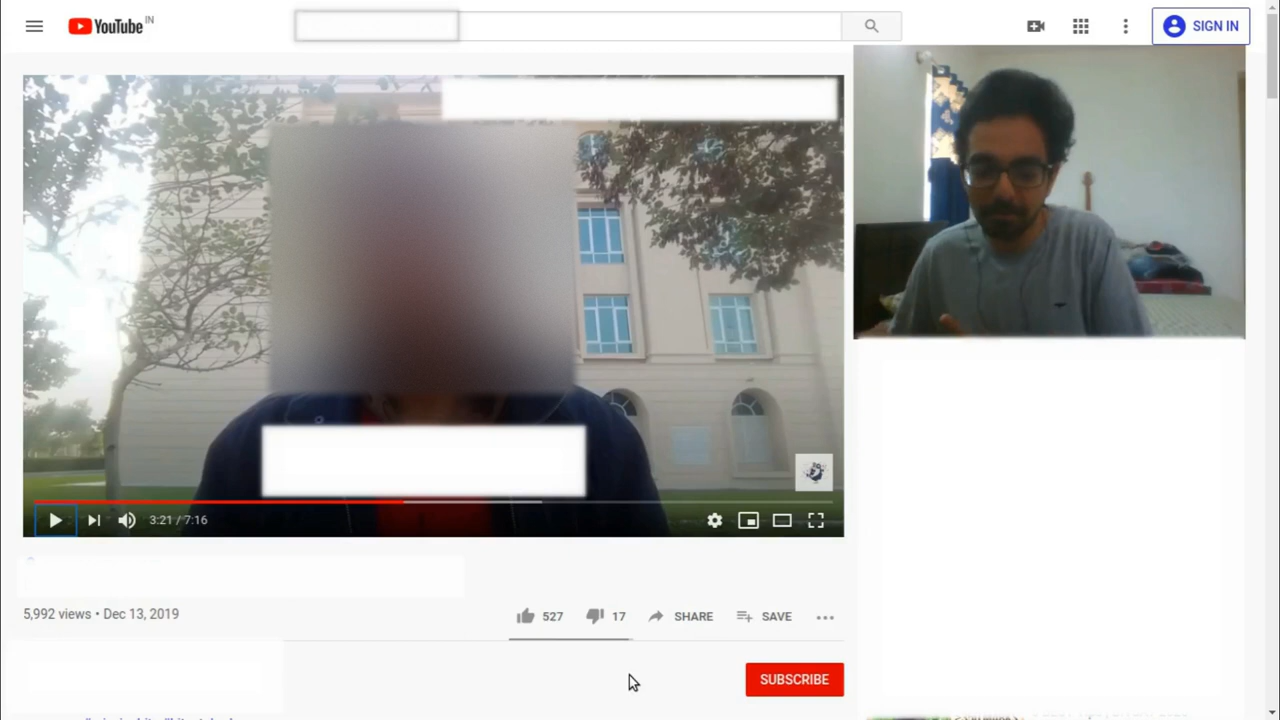 YouTube IN
SIGN IN
3:21 / 7:16
5,992 views • Dec 13, 2019
527
17
SHARE
SAVE
SUBSCRIBE